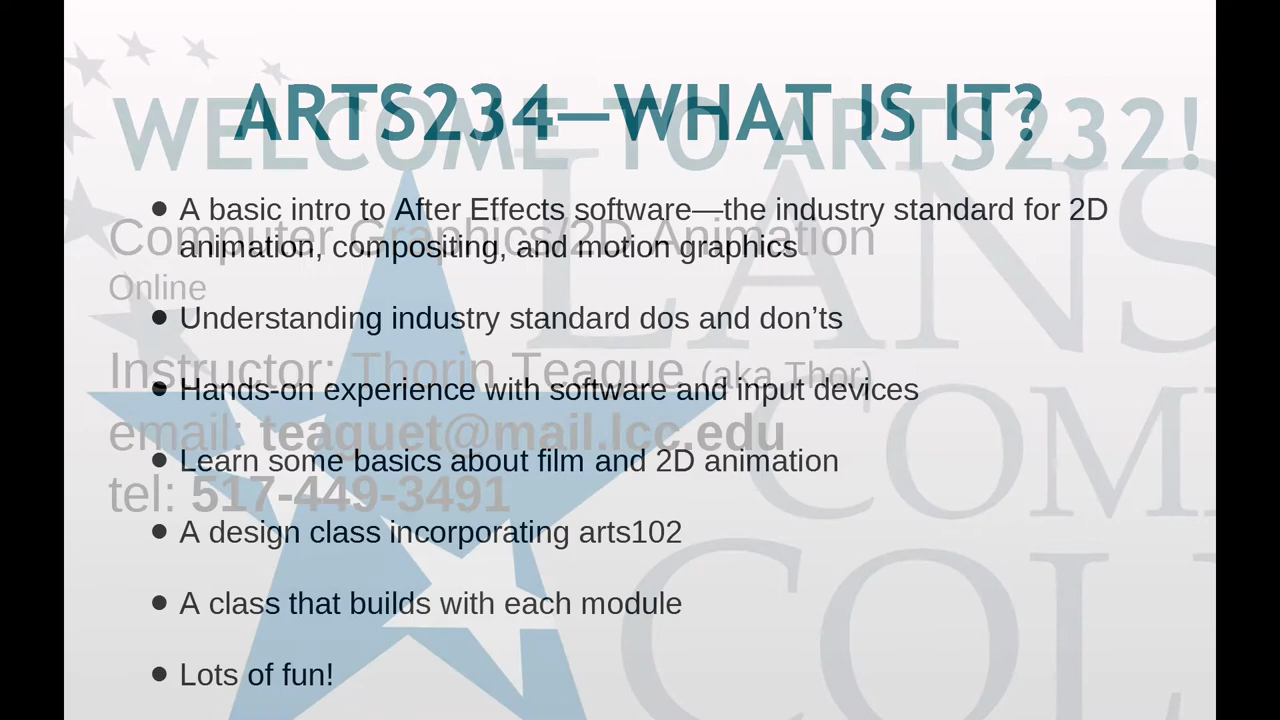 ARTS234—WHAT IS IT?
WELCOME TO ARTS232!
LANS
• A basic intro to After Effects software—the industry standard for 2D
animation, compositing, and motion graphics
Computer Graphics/2D Animation
Online
• Understanding industry standard dos and don’ts
Instructor: Thorin Teague (aka Thor)
• Hands-on experience with software and input devices
COM
email: teaguet@mail.lcc.edu
• Learn some basics about film and 2D animation
tel: 517-449-3491
• A design class incorporating arts102
COLL
• A class that builds with each module
• Lots of fun!